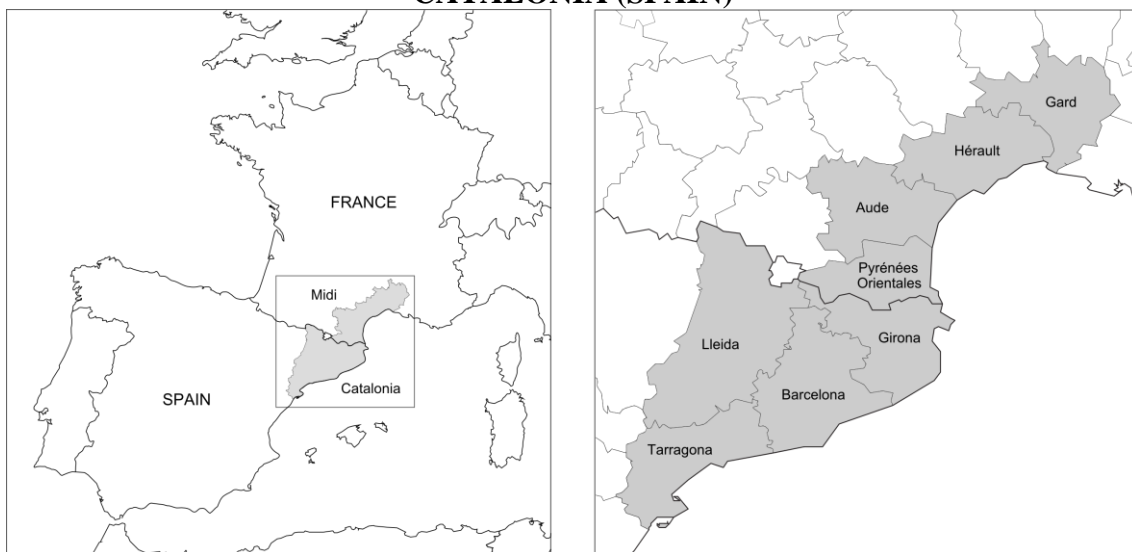 CATALONIA (SPAIN)
FRANCE
Midi
SPAIN
Catalonia
Gard
Hérault
Aude
Pyrénées
Orientales
Girona
Lleida
Barcelona
Tarragona